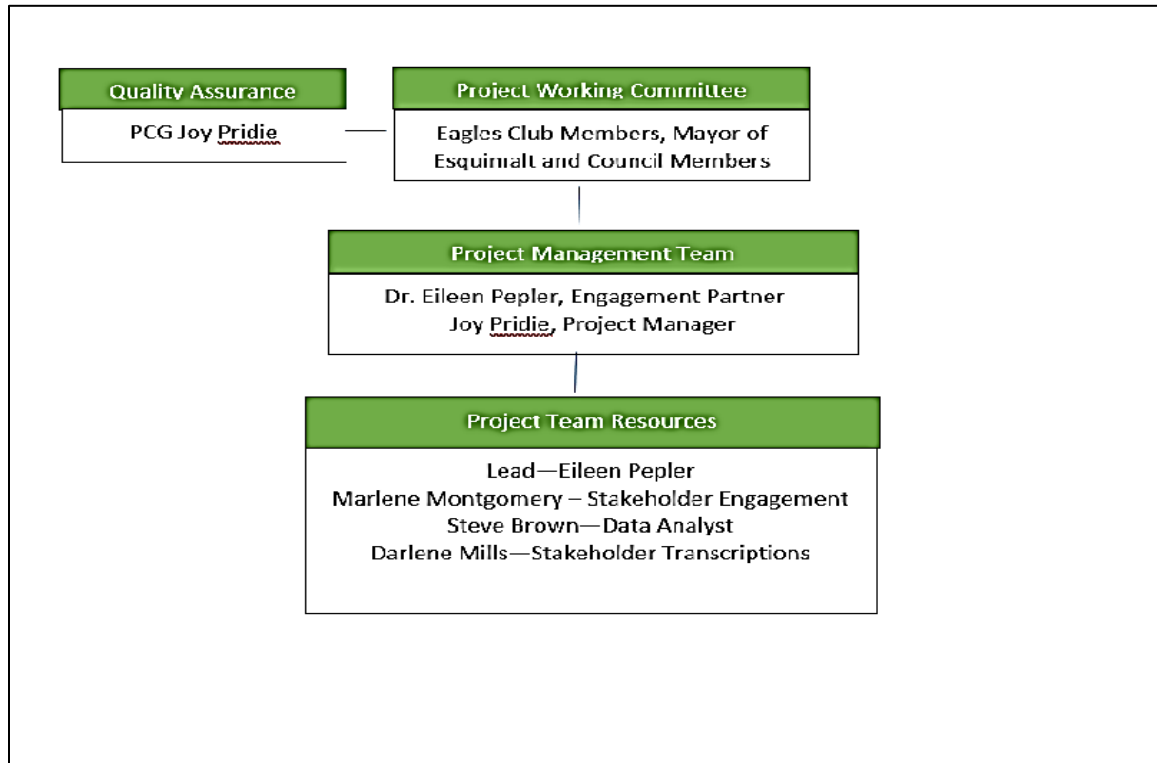 Quality Assurance
PCG Joy Pridie
Project Working Committee
Eagles Club Members, Mayor of
Esquimalt and Council Members
Project Management Team
Dr. Eileen Pepler, Engagement Partner
Joy Pridie, Project Manager
Project Team Resources
Lead—Eileen Pepler
Marlene Montgomery – Stakeholder Engagement
Steve Brown—Data Analyst
Darlene Mills—Stakeholder Transcriptions